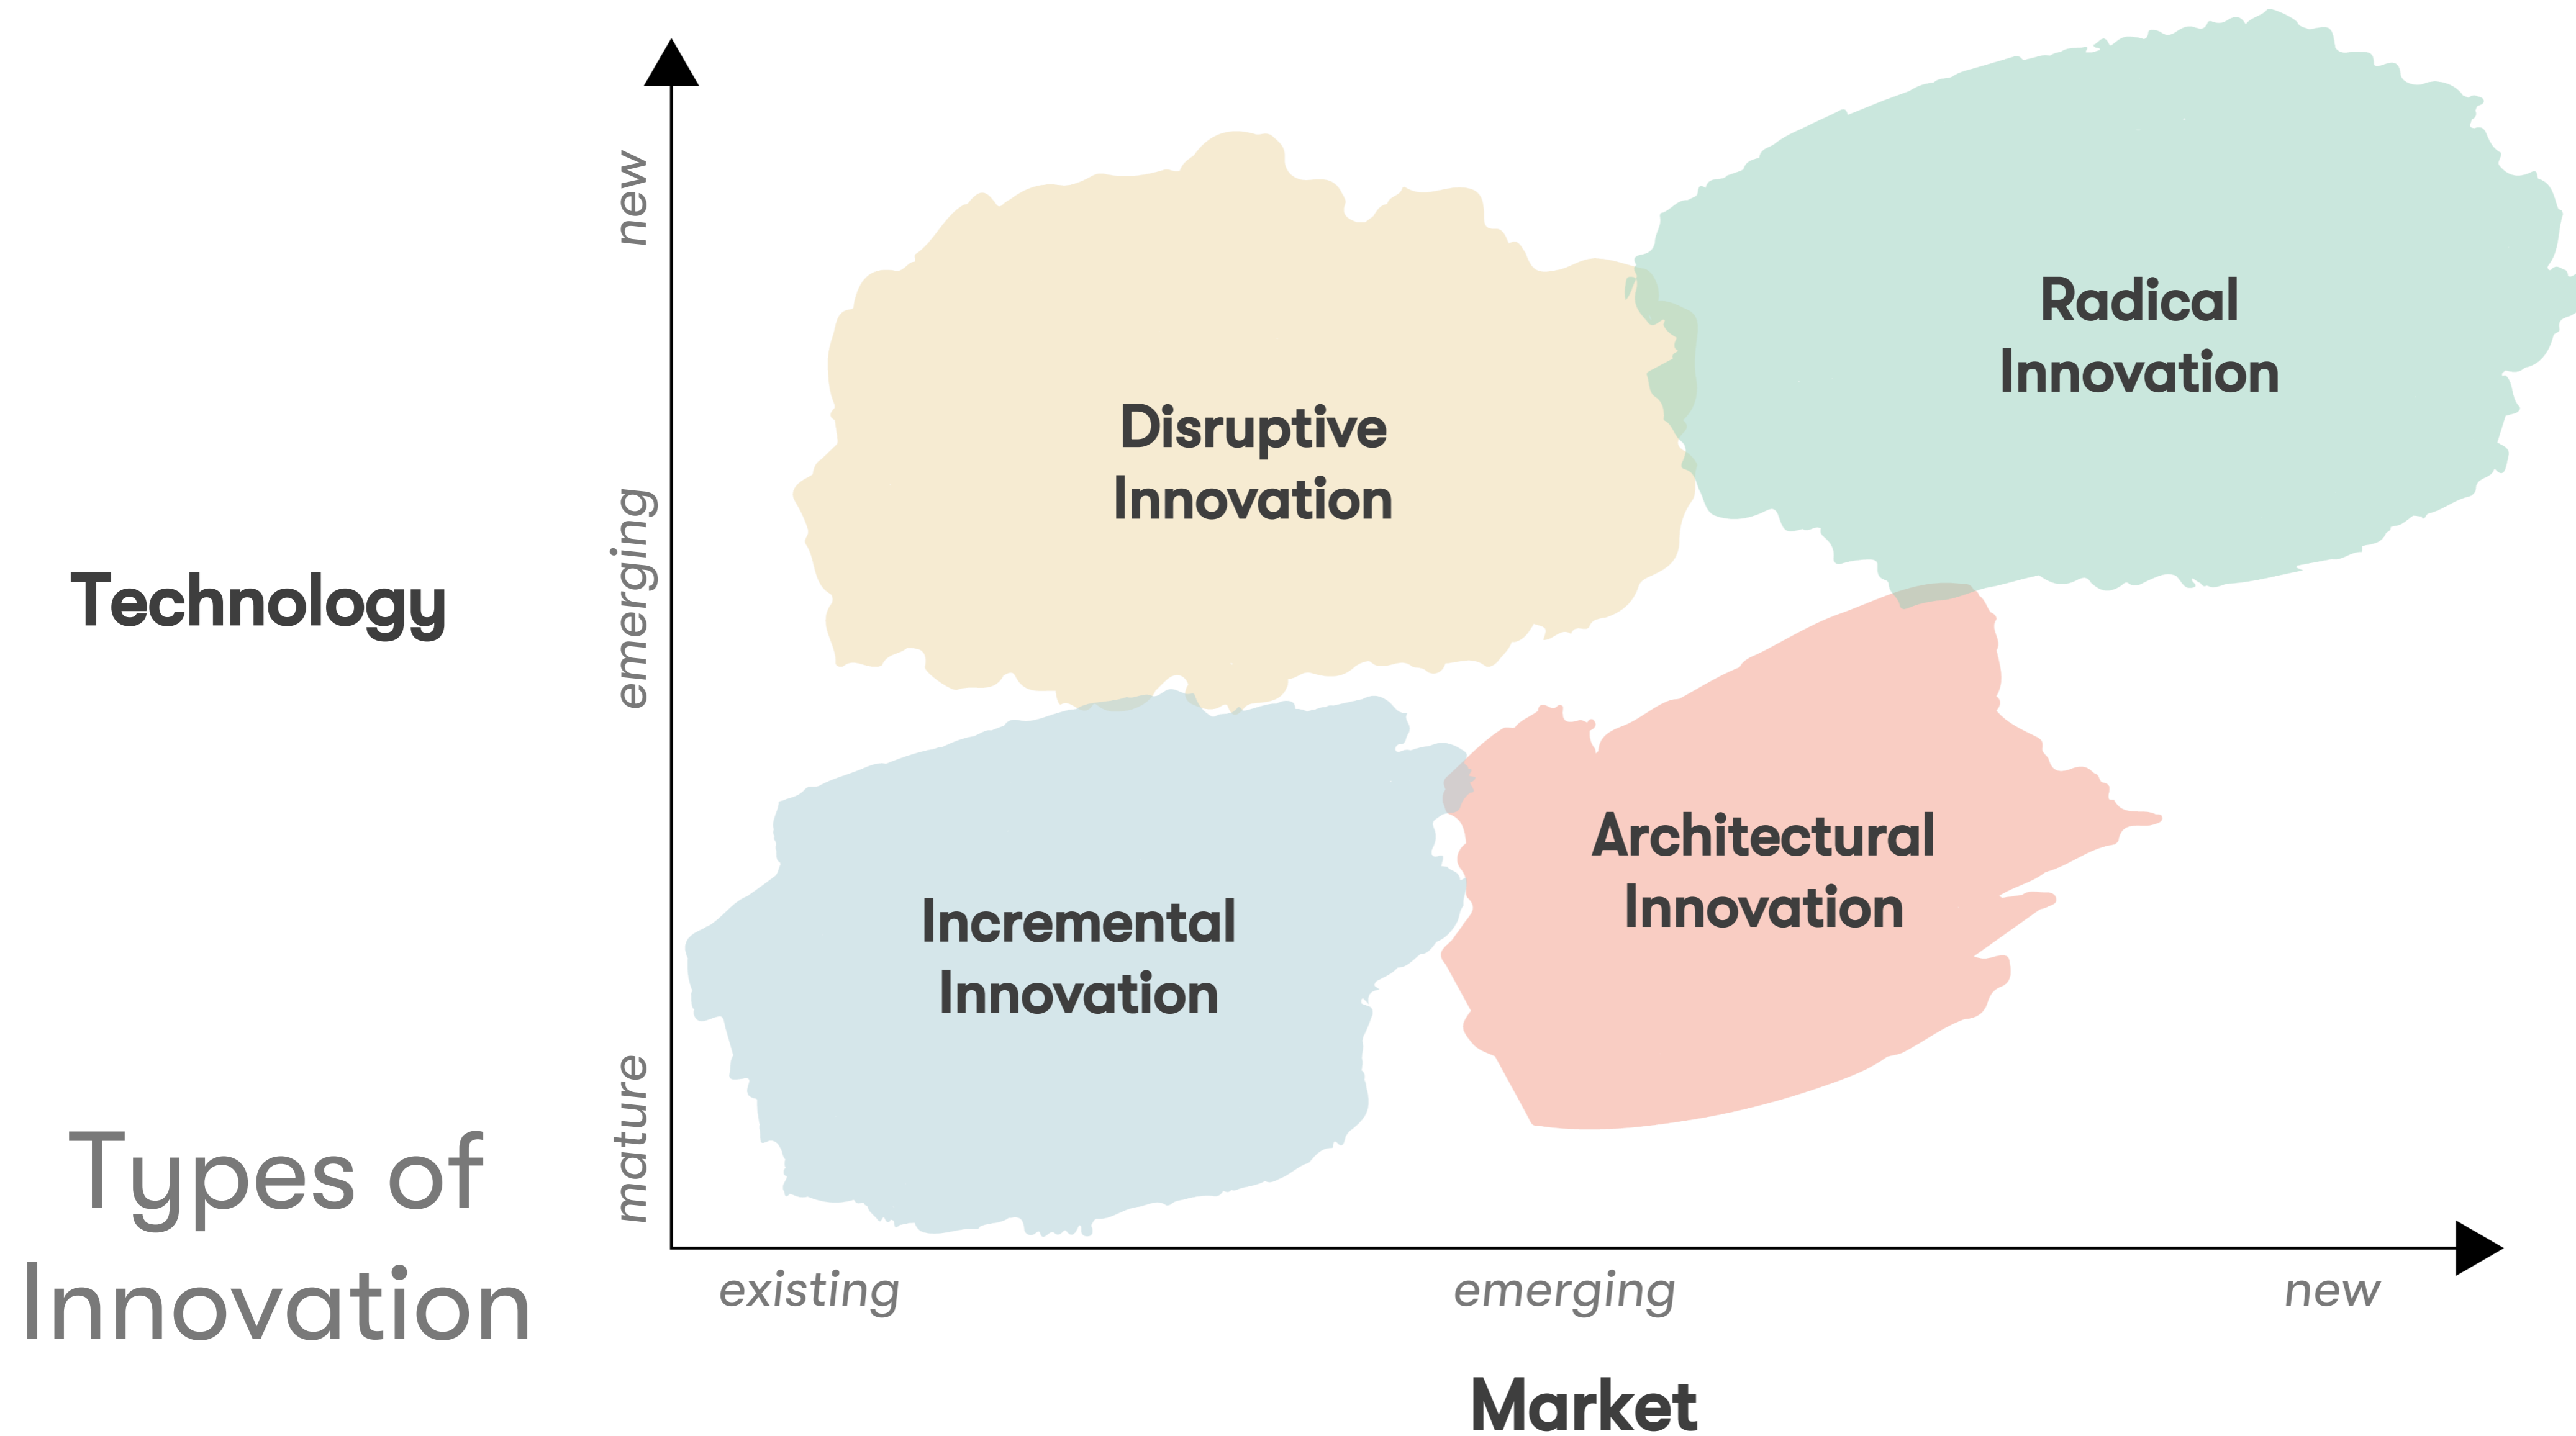 new
Radical
Innovation
Disruptive
Innovation
emerging
Technology
Architectural
Innovation
Incremental
Innovation
mature
Types of
Innovation
existing
emerging
new
Market